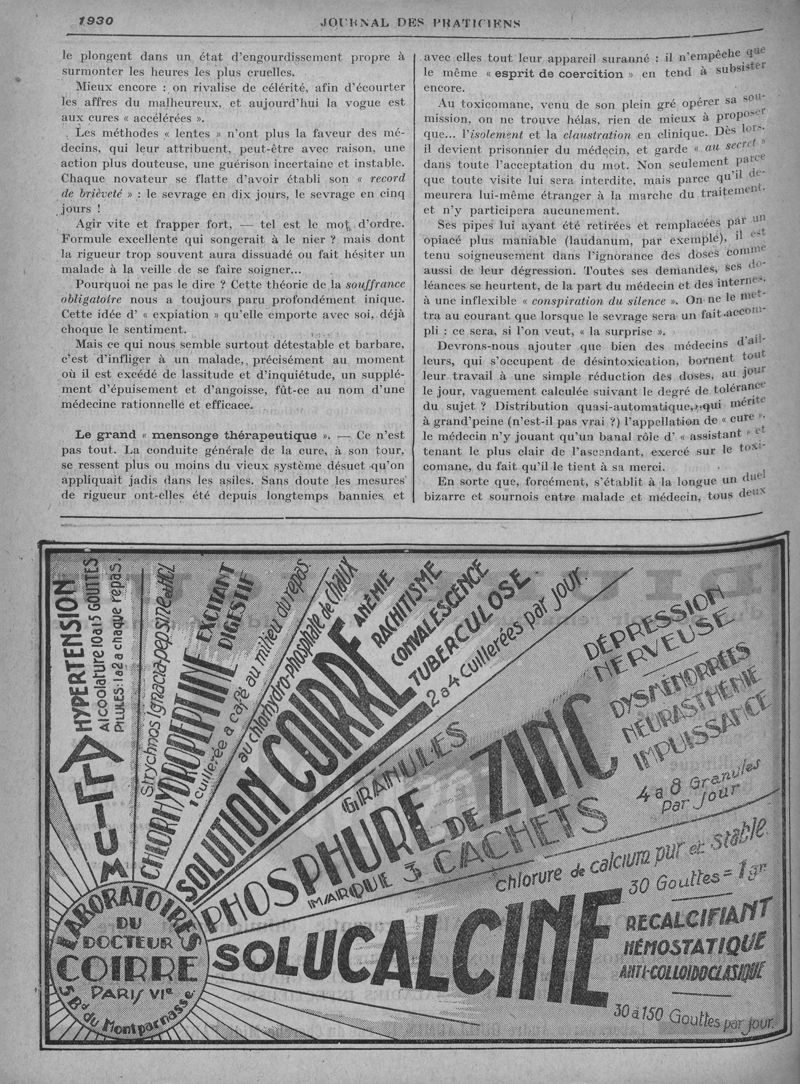 1930
JOURNAL DES PRATICIENS
le plongent dans un état d'engourdissement propre à
surmonter les heures les plus cruelles.
Mieux encore : on rivalise de célérité, afin d'écourter
les affres du malheureux, et aujourd'hui la vogue est
aux cures « accélérées ».
Les méthodes « lentes » n'ont plus la faveur des mé-
decins, qui leur attribuent, peut-être avec raison, une
action plus douteuse, une guérison incertaine et instable.
Chaque novateur se flatte d'avoir établi son « record
de brièveté » : le sevrage en dix jours, le sevrage en cinq
jours !
Agir vite et frapper fort, — tel est le mot d'ordre.
Formule excellente qui songerait à le nier ? mais dont
la rigueur trop souvent aura dissuadé ou fait hésiter un
malade à la veille de se faire soigner...
Pourquoi ne pas le dire ? Cette théorie de la souffrance
obligatoire nous a toujours paru profondément inique.
Cette idée d' « expiation » qu'elle emporte avec soi, déjà
choque le sentiment.
Mais ce qui nous semble surtout détestable et barbare,
c'est d'infliger à un malade, précisément au moment
où il est excédé de lassitude et d'inquiétude, un supplé-
ment d'épuisement et d'angoisse, fût-ce au nom d'une
médecine rationnelle et efficace.
Le grand « mensonge thérapeutique ». — Ce n'est
pas tout. La conduite générale de la cure, à son tour,
se ressent plus ou moins du vieux système désuet qu'on
appliquait jadis dans les asiles. Sans doute les mesures
de rigueur ont-elles été depuis longtemps bannies, et
avec elles tout leur appareil suranné : il n'empêche que
le même « esprit de coercition » en tend à subsister
encore.
Au toxicomane, venu de son plein gré opérer sa sou-
mission, on ne trouve hélas, rien de mieux à proposer
que... l'isolement et la claustration en clinique. Dès lors,
il devient prisonnier du médecin, et garde « au secret »
dans toute l'acceptation du mot. Non seulement parce
que toute visite lui sera interdite, mais parce qu'il de-
meurera lui-même étranger à la marche du traitement,
et n'y participera aucunement.
Ses pipes lui ayant été retirées et remplacées par un
opiacé plus maniable (laudanum, par exemple), il est
tenu soigneusement dans l'ignorance des doses comme
aussi de leur dégression. Toutes ses demandes, ses do-
léances se heurtent, de la part du médecin et des internes,
à une inflexible « conspiration du silence ». On ne le met-
tra au courant que lorsque le sevrage sera un fait accom-
pli : ce sera, si l'on veut, « la surprise ».
Devrons-nous ajouter que bien des médecins d'ail-
leurs, qui s'occupent de désintoxication, bornent tout
leur travail à une simple réduction des doses, au jour
le jour, vaguement calculée suivant le degré de tolérance
du sujet ? Distribution quasi-automatique, qui mérite
à grand'peine (n'est-il pas vrai ?) l'appellation de « cure »,
le médecin n'y jouant qu'un banal rôle d' « assistant » et
tenant le plus clair de l'ascendant, exercé sur le toxi-
comane, du fait qu'il le tient à sa merci.
En sorte que, forcément, s'établit à la longue un duel
bizarre et sournois entre malade et médecin, tous deux
HYPERTENSION
Alcoolature 10 à 15 GOUTTES
PILULES: 1 à 2 à chaque repas.
Strychnos Ignacia-pepsine et HCl
CHLORHYDROPEPTINE
EXCITANT
DIGESTIF
1 cuillerée à café au milieu du repas
au chlorhydro-phosphate de chaux
SOLUTION COIRRE
ANÉMIE
RACHITISME
CONVALESCENCE
TUBERCULOSE
2 à 4 cuillerées par jour.
GRANULES
PHOSPHURE DE ZINC
MARQUE 3 CACHETS
DÉPRESSION
NERVEUSE
DYSMÉNORRÉES
NEURASTHÉNIE
IMPUISSANCE
4 à 8 Granules
par Jour
chlorure de calcium pur et stable.
30 Gouttes = 1gr
SOLUCALCINE
RECALCIFIANT
HÉMOSTATIQUE
ANTI-COLLOIDOCLASIQUE
30 à 150 Gouttes par jour.
LABORATOIRES
DU
DOCTEUR
COIRRE
PARIS VIe
5 Bd du Montparnasse.